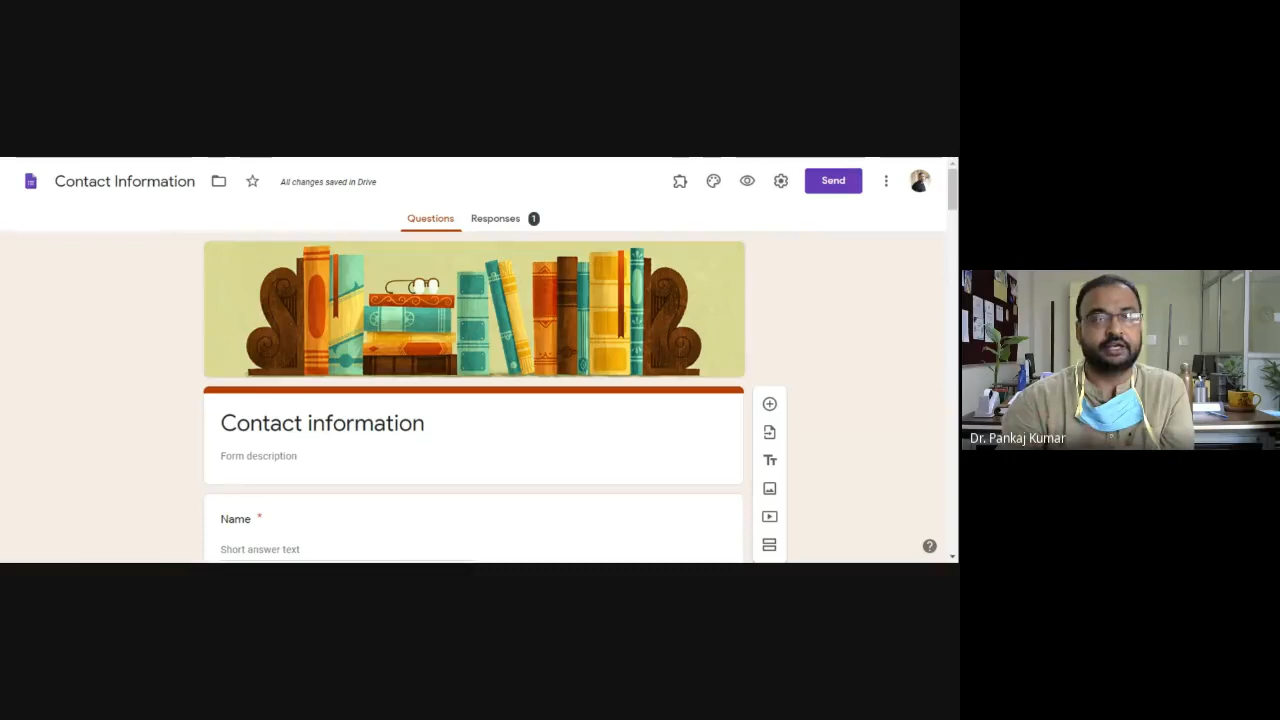 Contact Information
All changes saved in Drive
Send
Questions
Responses 1
Contact information
Form description
Name *
Short answer text
Dr. Pankaj Kumar